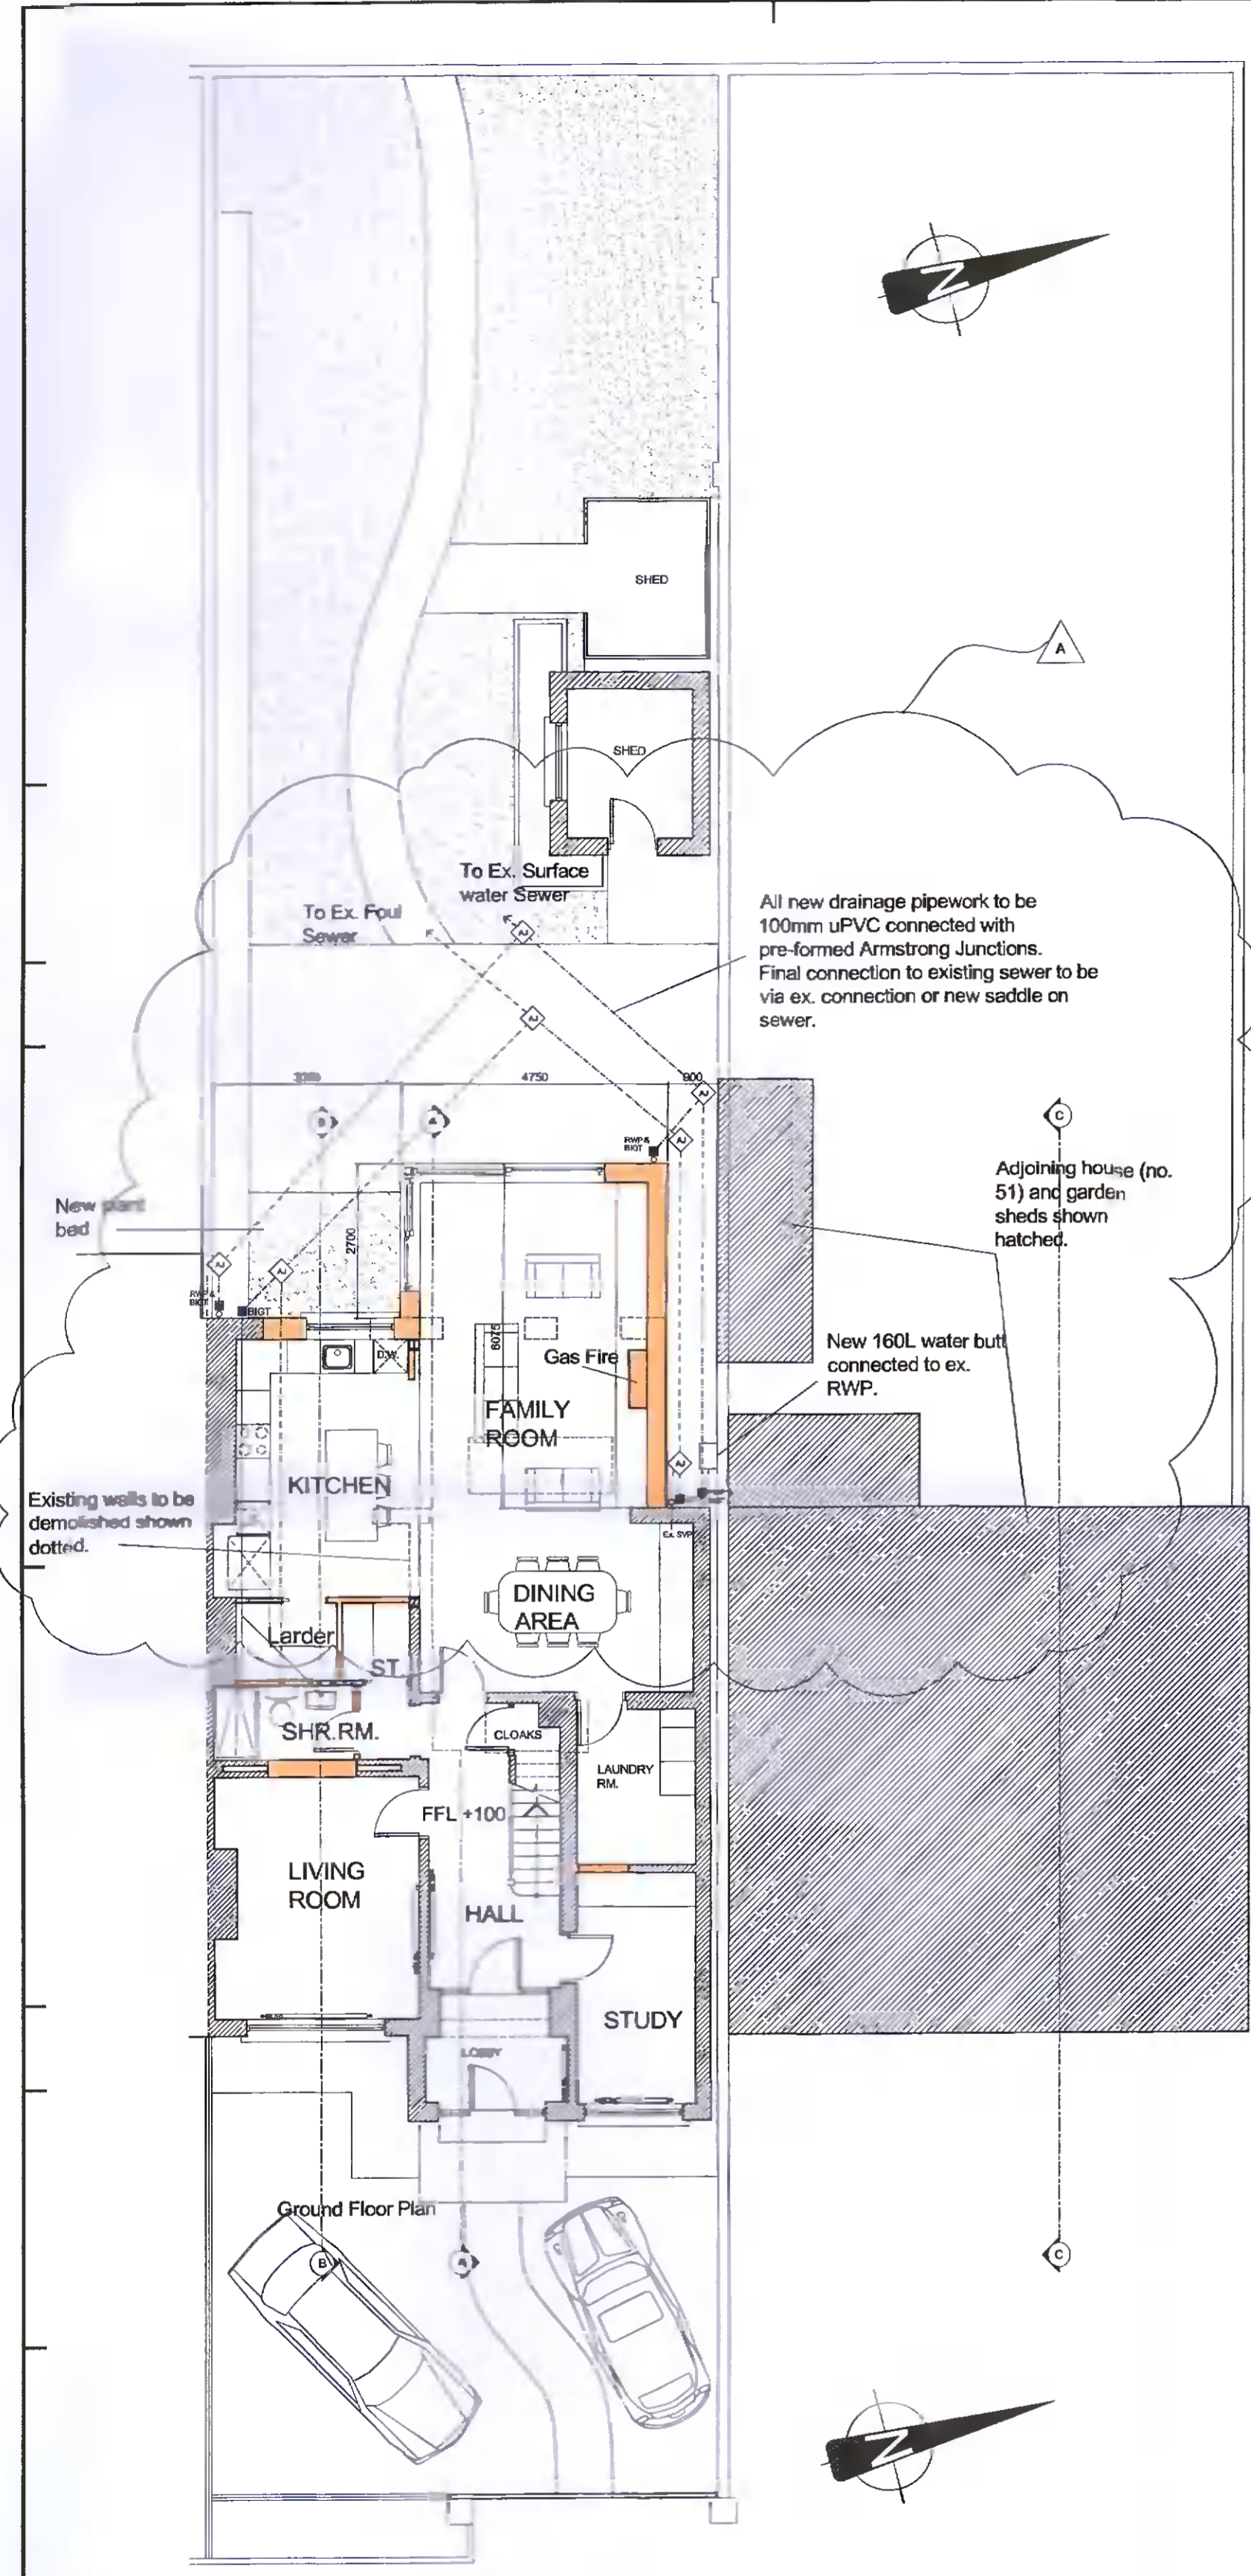 N
SHED
A
SHED
To Ex. Surface
water Sewer
To Ex. Foul
Sewer
All new drainage pipework to be
100mm uPVC connected with
pre-formed Armstrong Junctions.
Final connection to existing sewer to be
via ex. connection or new saddle on
sewer.
4750
900
C
RWP &
BIGT
Adjoining house (no.
51) and garden
sheds shown
hatched.
New plant
bed
2700
RWP &
BIGT
BIGT
6075
D.W.
Gas Fire
New 160L water butt
connected to ex.
RWP.
FAMILY
ROOM
KITCHEN
Existing walls to be
demolished shown
dotted.
Ex. SVP
DINING
AREA
Larder
ST.
SHR.RM.
CLOAKS
LAUNDRY
RM.
FFL +100
LIVING
ROOM
HALL
STUDY
LOBBY
Ground Floor Plan
B
A
C
N